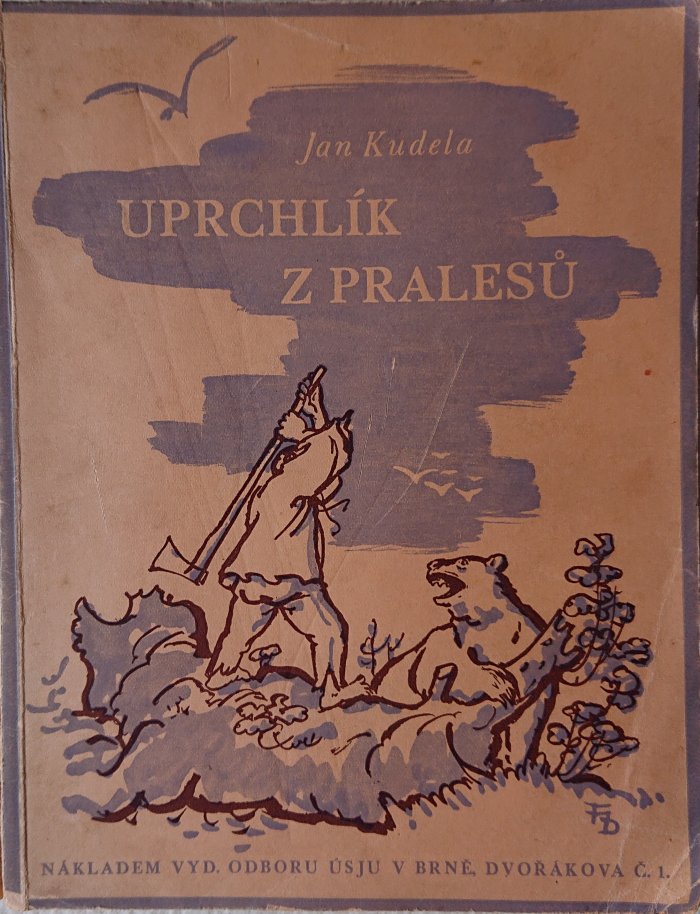 Jan Kudela
UPRCHLÍK
Z PRALESŮ
NÁKLADEM VYD. ODBORU ÚSJU V BRNĚ, DVOŘÁKOVA Č. 1.